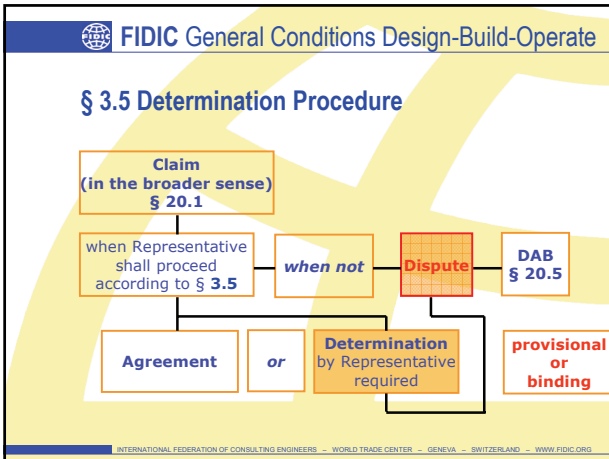 FIDIC
FIDIC General Conditions Design-Build-Operate
§ 3.5 Determination Procedure
Claim
(in the broader sense)
§ 20.1
when Representative
shall proceed
according to § 3.5
when not
Dispute
DAB
§ 20.5
Agreement
or
Determination
by Representative
required
provisional
or
binding
INTERNATIONAL FEDERATION OF CONSULTING ENGINEERS – WORLD TRADE CENTER – GENEVA – SWITZERLAND – WWW.FIDIC.ORG